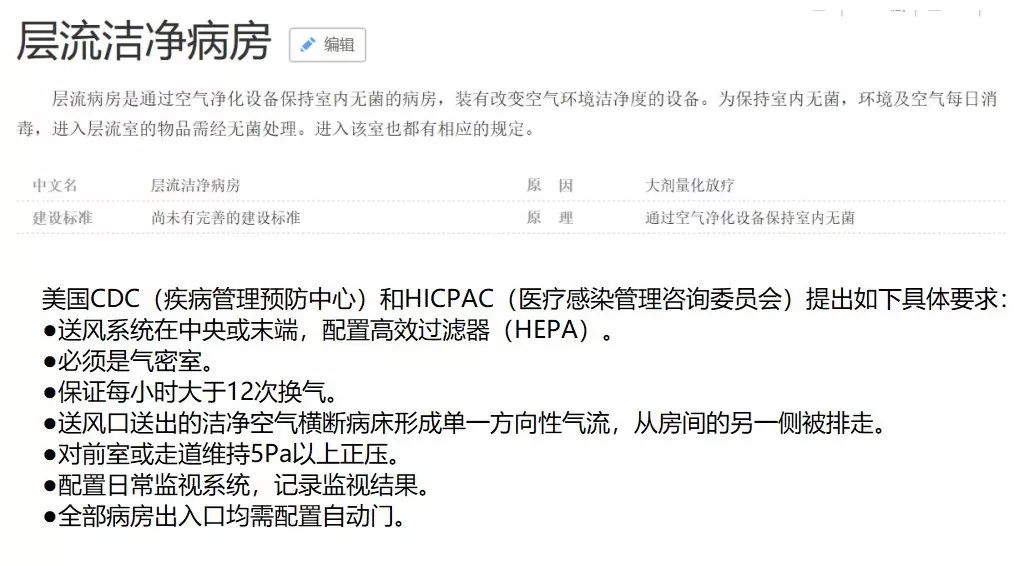 层流洁净病房 编辑
层流病房是通过空气净化设备保持室内无菌的病房，装有改变空气环境洁净度的设备。为保持室内无菌，环境及空气每日消
毒，进入层流室的物品需经无菌处理。进入该室也都有相应的规定。
中文名 层流洁净病房 原 因 大剂量化放疗
建设标准 尚未有完善的建设标准 原 理 通过空气净化设备保持室内无菌
美国CDC（疾病管理预防中心）和HICPAC（医疗感染管理咨询委员会）提出如下具体要求：
●送风系统在中央或末端，配置高效过滤器（HEPA）。
●必须是气密室。
●保证每小时大于12次换气。
●送风口送出的洁净空气横断病床形成单一方向性气流，从房间的另一侧被排走。
●对前室或走道维持5Pa以上正压。
●配置日常监视系统，记录监视结果。
●全部病房出入口均需配置自动门。